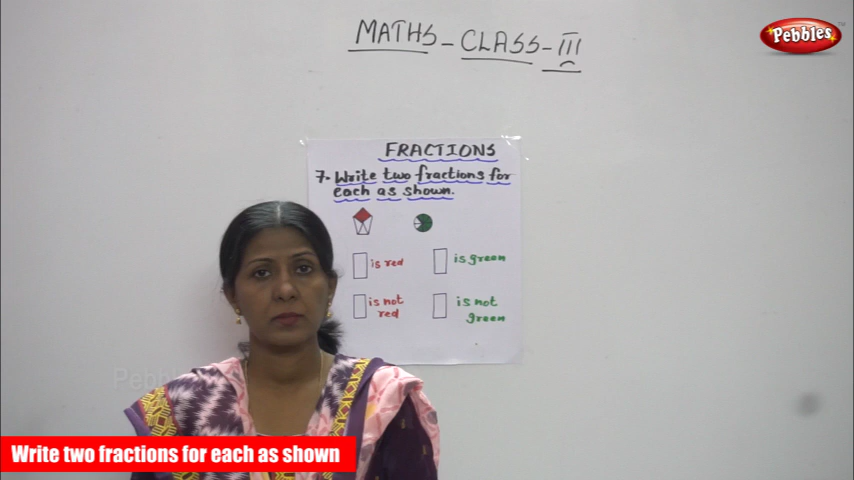 MATHS - CLASS - III
Pebbles
FRACTIONS
7. Write two fractions for
each as shown.
is red
is green
is not
red
is not
green
Pebbles
Write two fractions for each as shown